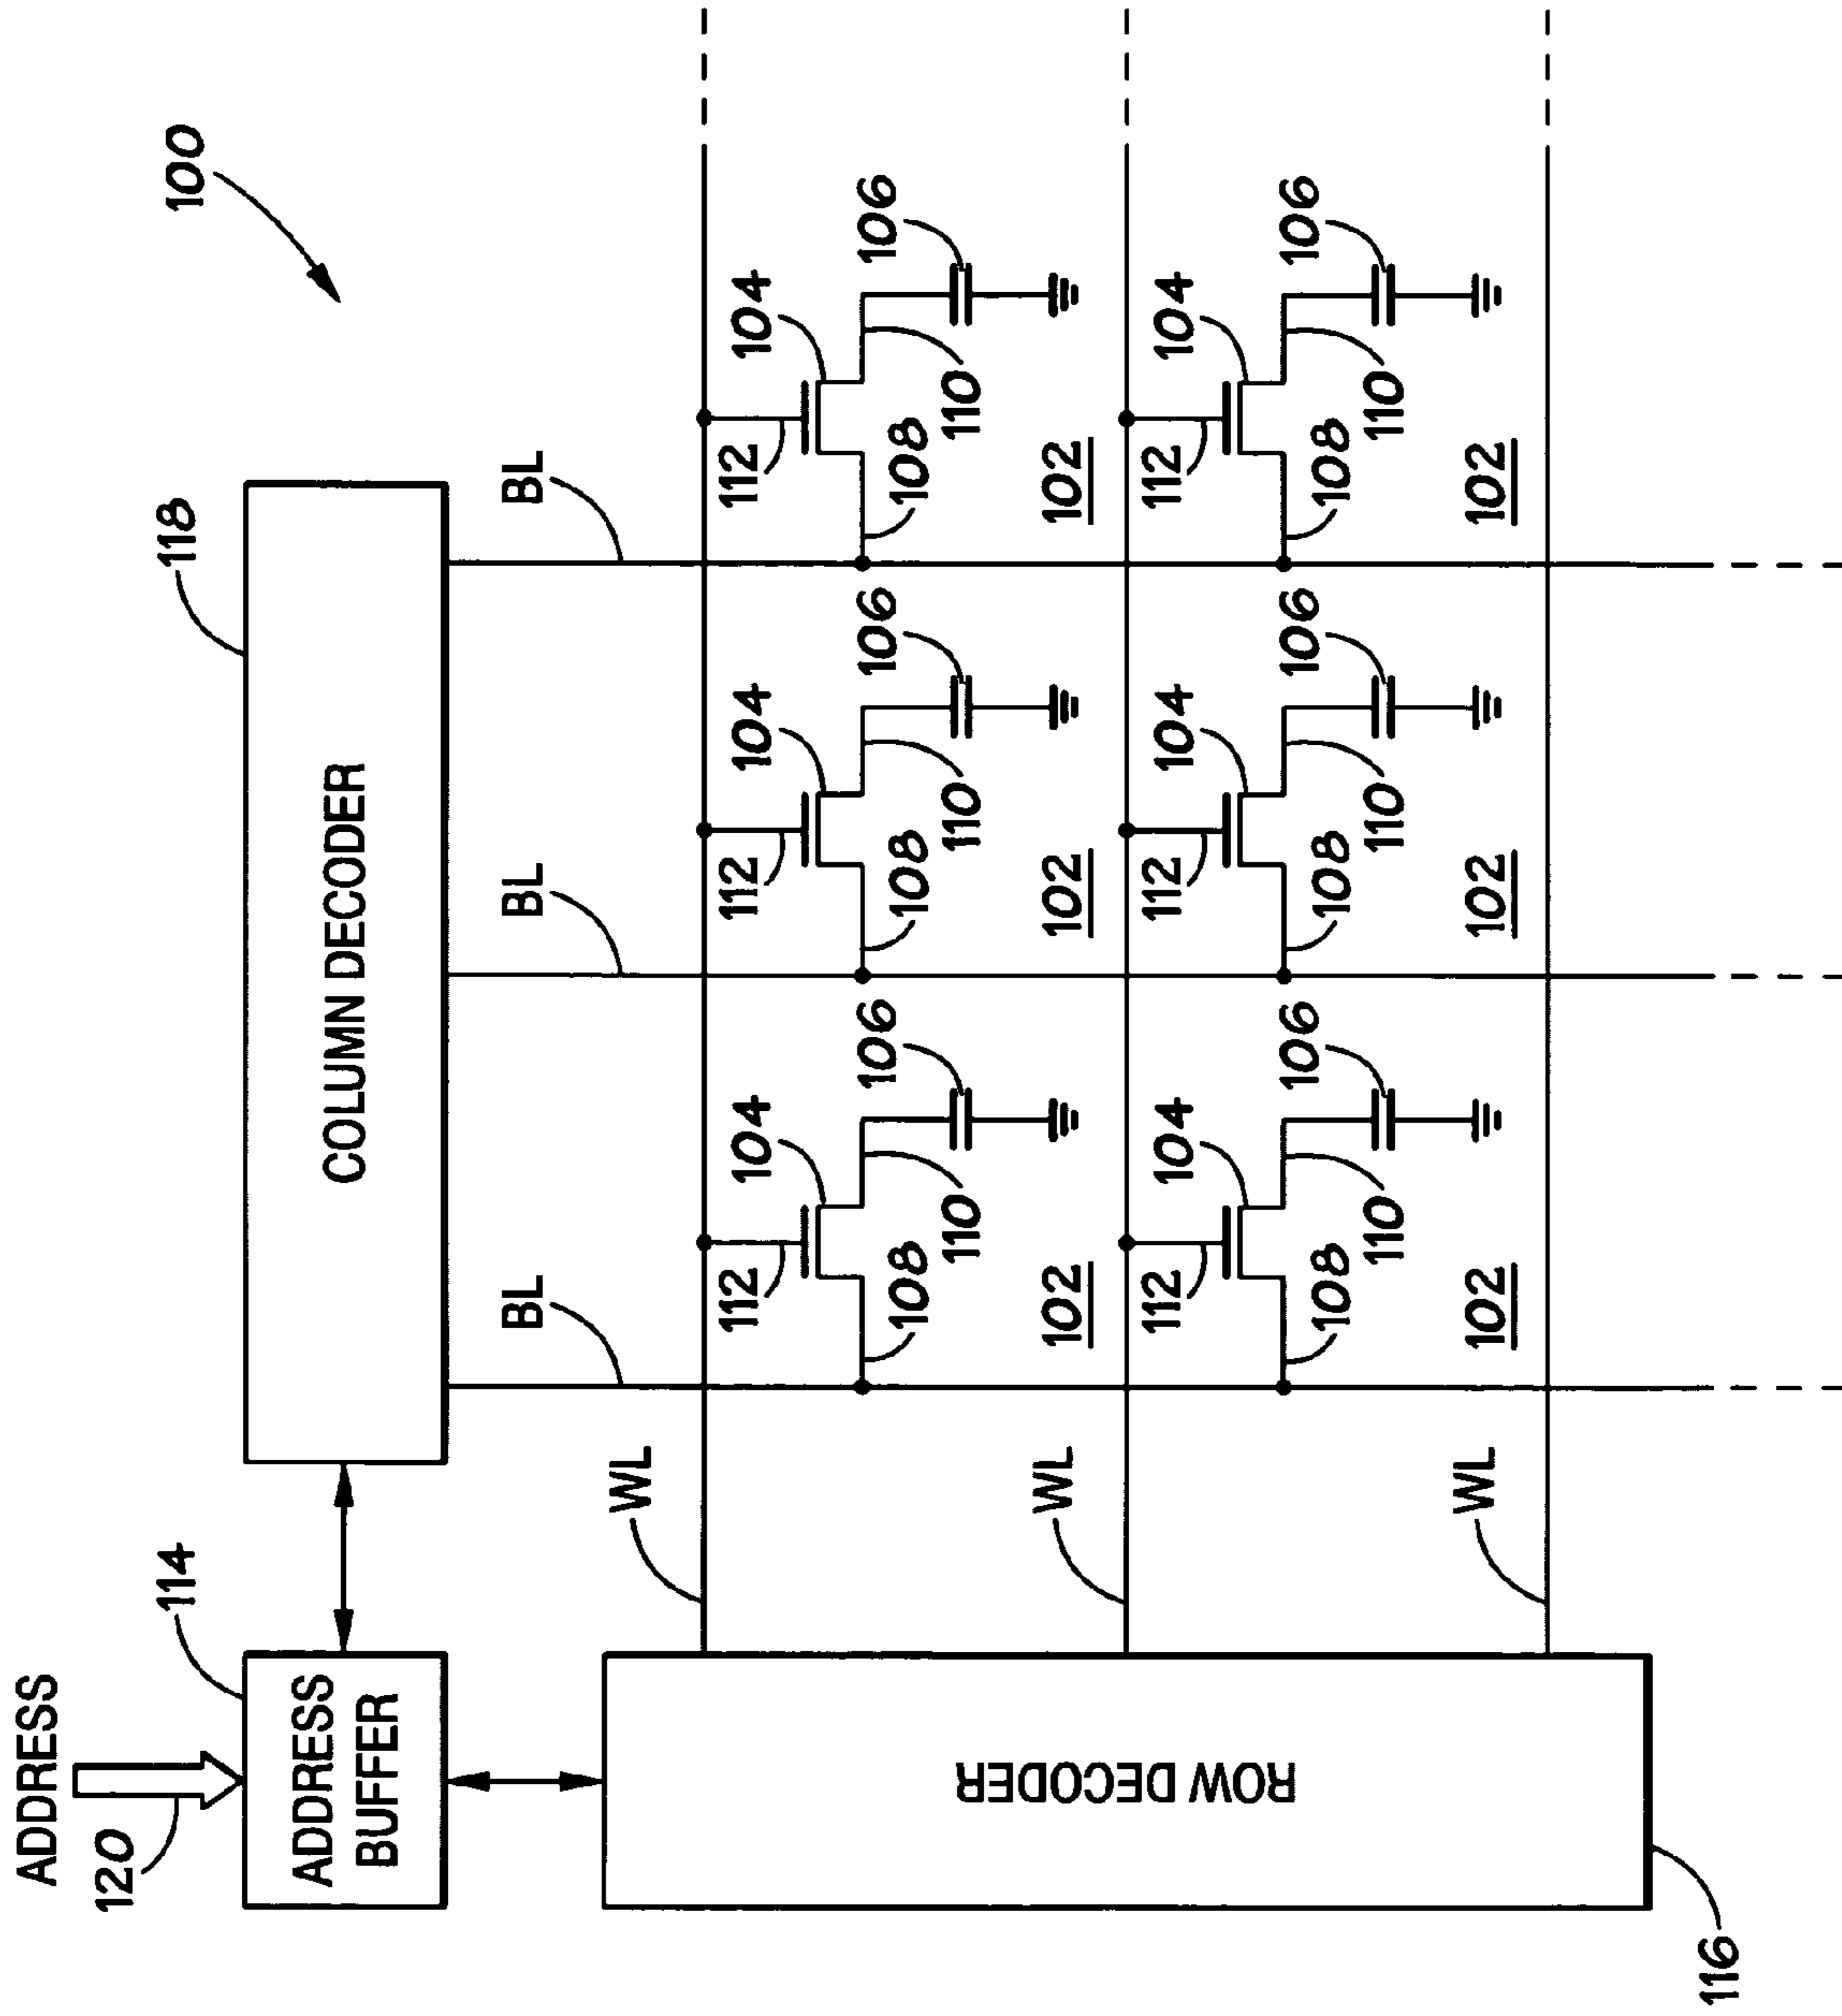 ADDRESS
120
114
118
100
ADDRESS
BUFFER
COLUMN DECODER
BL BL BL
WL
112 104 112 104 112 104
108 106 108 106 108 106
110 110 110
102 102 102
ROW DECODER
WL
112 104 112 104 112 104
108 106 108 106 108 106
110 110 110
102 102 102
WL
116